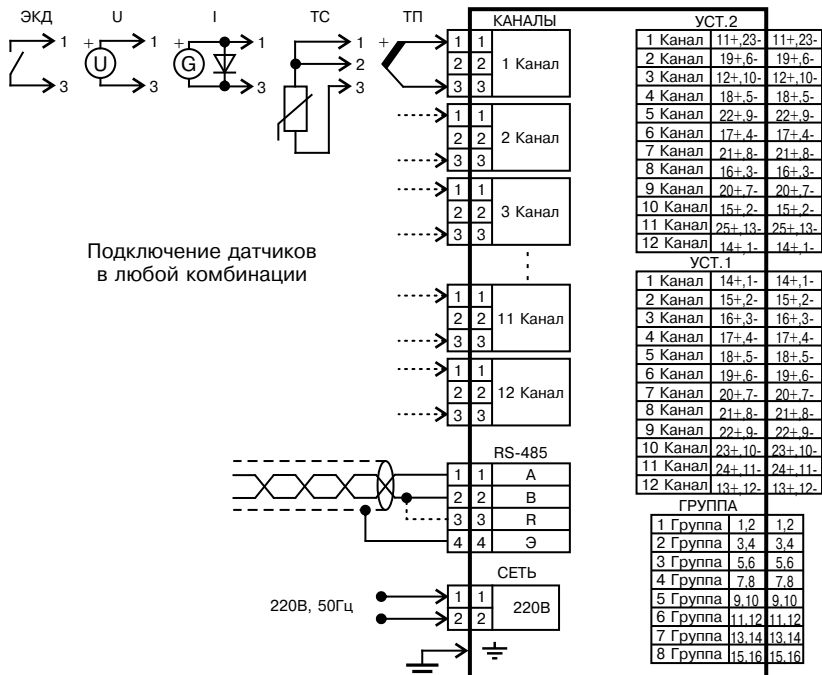 ЭКД U I ТС ТП
1
3
+ 1
U
3
+ 1
G
3
1
2
3
+
КАНАЛЫ
1 1
2 2 1 Канал
3 3
1 1
2 2 2 Канал
3 3
1 1
2 2 3 Канал
3 3
Подключение датчиков
в любой комбинации
1 1
2 2 11 Канал
3 3
1 1
2 2 12 Канал
3 3
RS-485
1 1 A
2 2 B
3 3 R
4 4 Э
СЕТЬ
220В, 50Гц
1 1
2 2
220В
УСТ.2
1 Канал 11+,23- 11+,23-
2 Канал 19+,6- 19+,6-
3 Канал 12+,10- 12+,10-
4 Канал 18+,5- 18+,5-
5 Канал 22+,9- 22+,9-
6 Канал 17+,4- 17+,4-
7 Канал 21+,8- 21+,8-
8 Канал 16+,3- 16+,3-
9 Канал 20+,7- 20+,7-
10 Канал 15+,2- 15+,2-
11 Канал 25+,13- 25+,13-
12 Канал 14+,1- 14+,1-
УСТ.1
1 Канал 14+,1- 14+,1-
2 Канал 15+,2- 15+,2-
3 Канал 16+,3- 16+,3-
4 Канал 17+,4- 17+,4-
5 Канал 18+,5- 18+,5-
6 Канал 19+,6- 19+,6-
7 Канал 20+,7- 20+,7-
8 Канал 21+,8- 21+,8-
9 Канал 22+,9- 22+,9-
10 Канал 23+,10- 23+,10-
11 Канал 24+,11- 24+,11-
12 Канал 13+,12- 13+,12-
ГРУППА
1 Группа 1,2 1,2
2 Группа 3,4 3,4
3 Группа 5,6 5,6
4 Группа 7,8 7,8
5 Группа 9,10 9,10
6 Группа 11,12 11,12
7 Группа 13,14 13,14
8 Группа 15,16 15,16